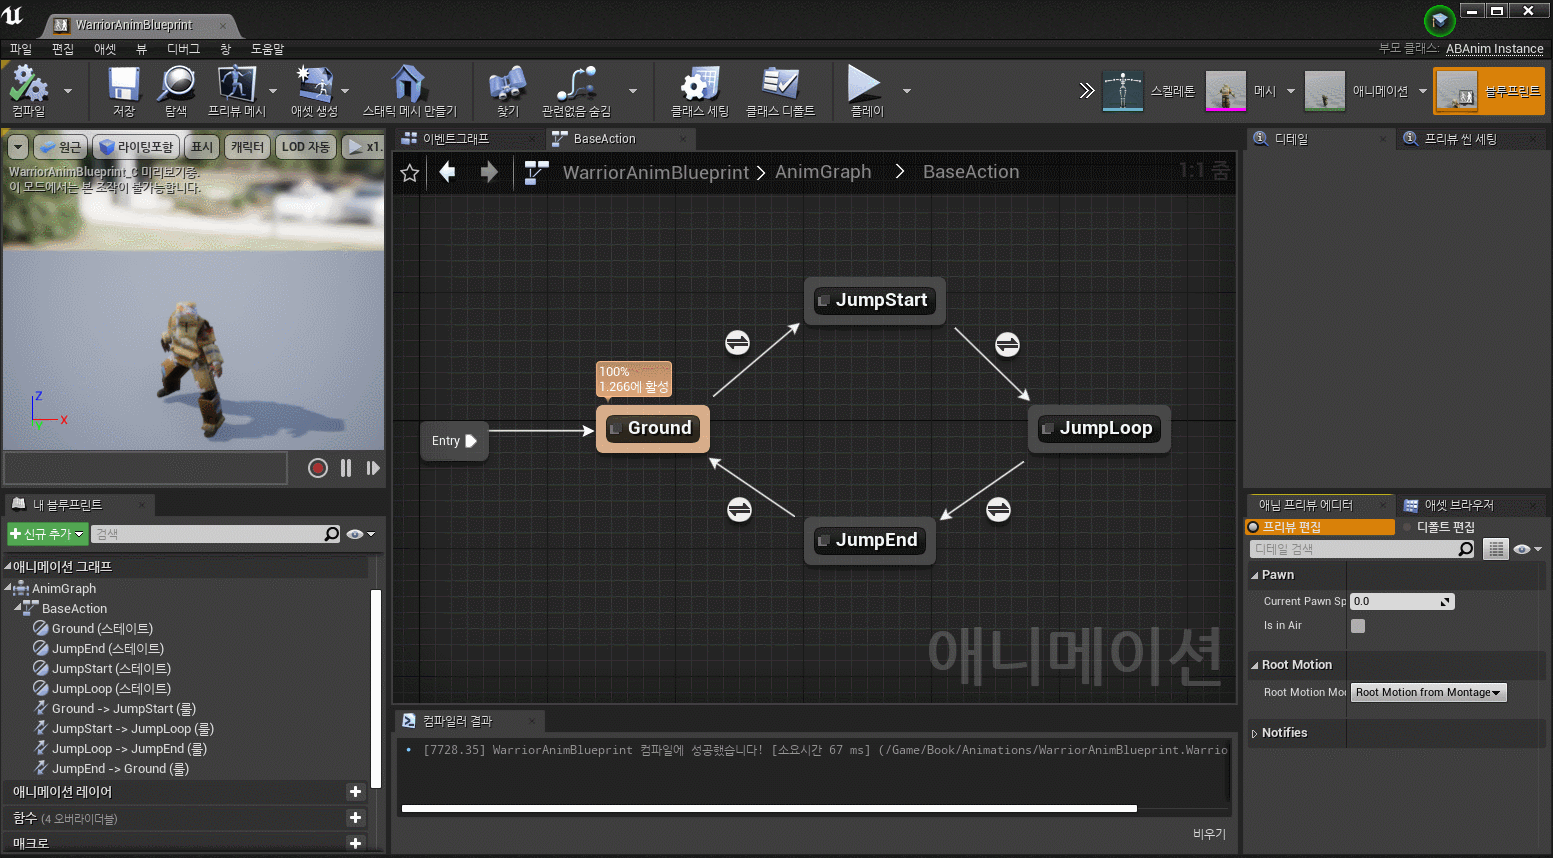 WarriorAnimBlueprint
파일 편집 애셋 뷰 디버그 창 도움말
부모 클래스: ABAnim Instance
컴파일 저장 탐색 프리뷰 메시 애셋 생성 스태틱 메시 만들기 찾기 관련없음 숨김 클래스 세팅 클래스 디폴트 플레이
스켈레톤 메시 애니메이션 블루프린트
원근 라이팅포함 표시 캐릭터 LOD 자동 x1.
WarriorAnimBlueprint_C 미리보기중.
이 모드에서는 본 조작이 불가능합니다.
Z
X
Y
이벤트그래프 BaseAction
WarriorAnimBlueprint > AnimGraph > BaseAction
1:1 줌
JumpStart
100%
1.266에 활성
Entry
Ground
JumpLoop
JumpEnd
애니메이션
내 블루프린트
신규 추가 검색
애니메이션 그래프
AnimGraph
BaseAction
Ground (스테이트)
JumpEnd (스테이트)
JumpStart (스테이트)
JumpLoop (스테이트)
Ground -> JumpStart (룰)
JumpStart -> JumpLoop (룰)
JumpLoop -> JumpEnd (룰)
JumpEnd -> Ground (룰)
애니메이션 레이어
함수 (4 오버라이더블)
매크로
컴파일러 결과
[7728.35] WarriorAnimBlueprint 컴파일에 성공했습니다! [소요시간 67 ms] (/Game/Book/Animations/WarriorAnimBlueprint.Warrio
비우기
디테일 프리뷰 씬 세팅
애님 프리뷰 에디터 애셋 브라우저
프리뷰 편집 디폴트 편집
디테일 검색
Pawn
Current Pawn Sp 0.0
Is in Air
Root Motion
Root Motion Mod Root Motion from Montage
Notifies